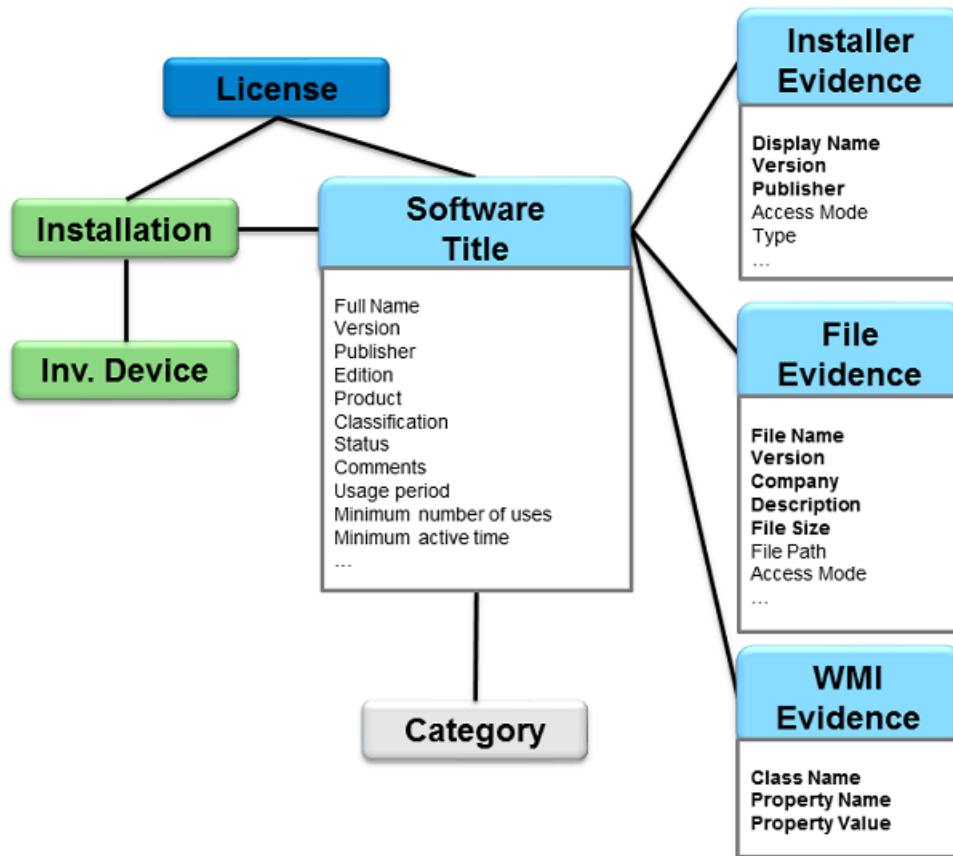 License
Installation
Inv. Device
Software
Title
Full Name
Version
Publisher
Edition
Product
Classification
Status
Comments
Usage period
Minimum number of uses
Minimum active time
...
Category
Installer
Evidence
Display Name
Version
Publisher
Access Mode
Type
...
File
Evidence
File Name
Version
Company
Description
File Size
File Path
Access Mode
...
WMI
Evidence
Class Name
Property Name
Property Value